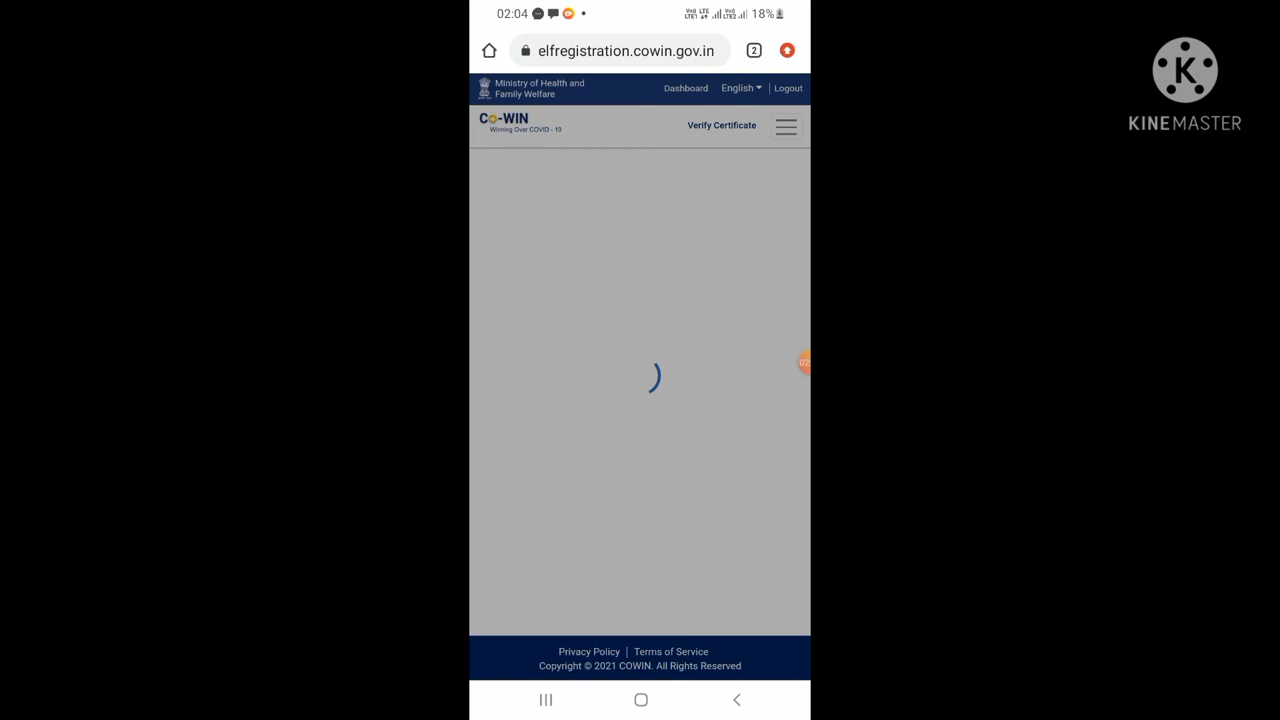 02:04
18%
elfregistration.cowin.gov.in
2
Ministry of Health and
Family Welfare
Dashboard English Logout
Co-WIN
Winning Over COVID - 19
Verify Certificate
K
KINEMASTER
02
Privacy Policy | Terms of Service
Copyright © 2021 COWIN. All Rights Reserved